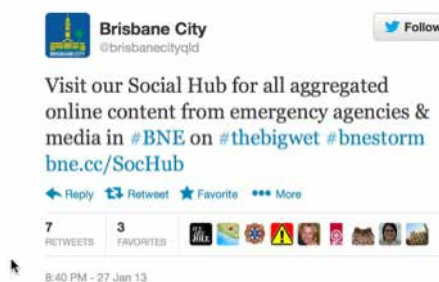 Brisbane City
@brisbanecityqld
Follow
Visit our Social Hub for all aggregated
online content from emergency agencies &
media in #BNE on #thebigwet #bnestorm
bne.cc/SocHub
Reply Retweet Favorite More
7 3
RETWEETS FAVORITES
8:40 PM - 27 Jan 13